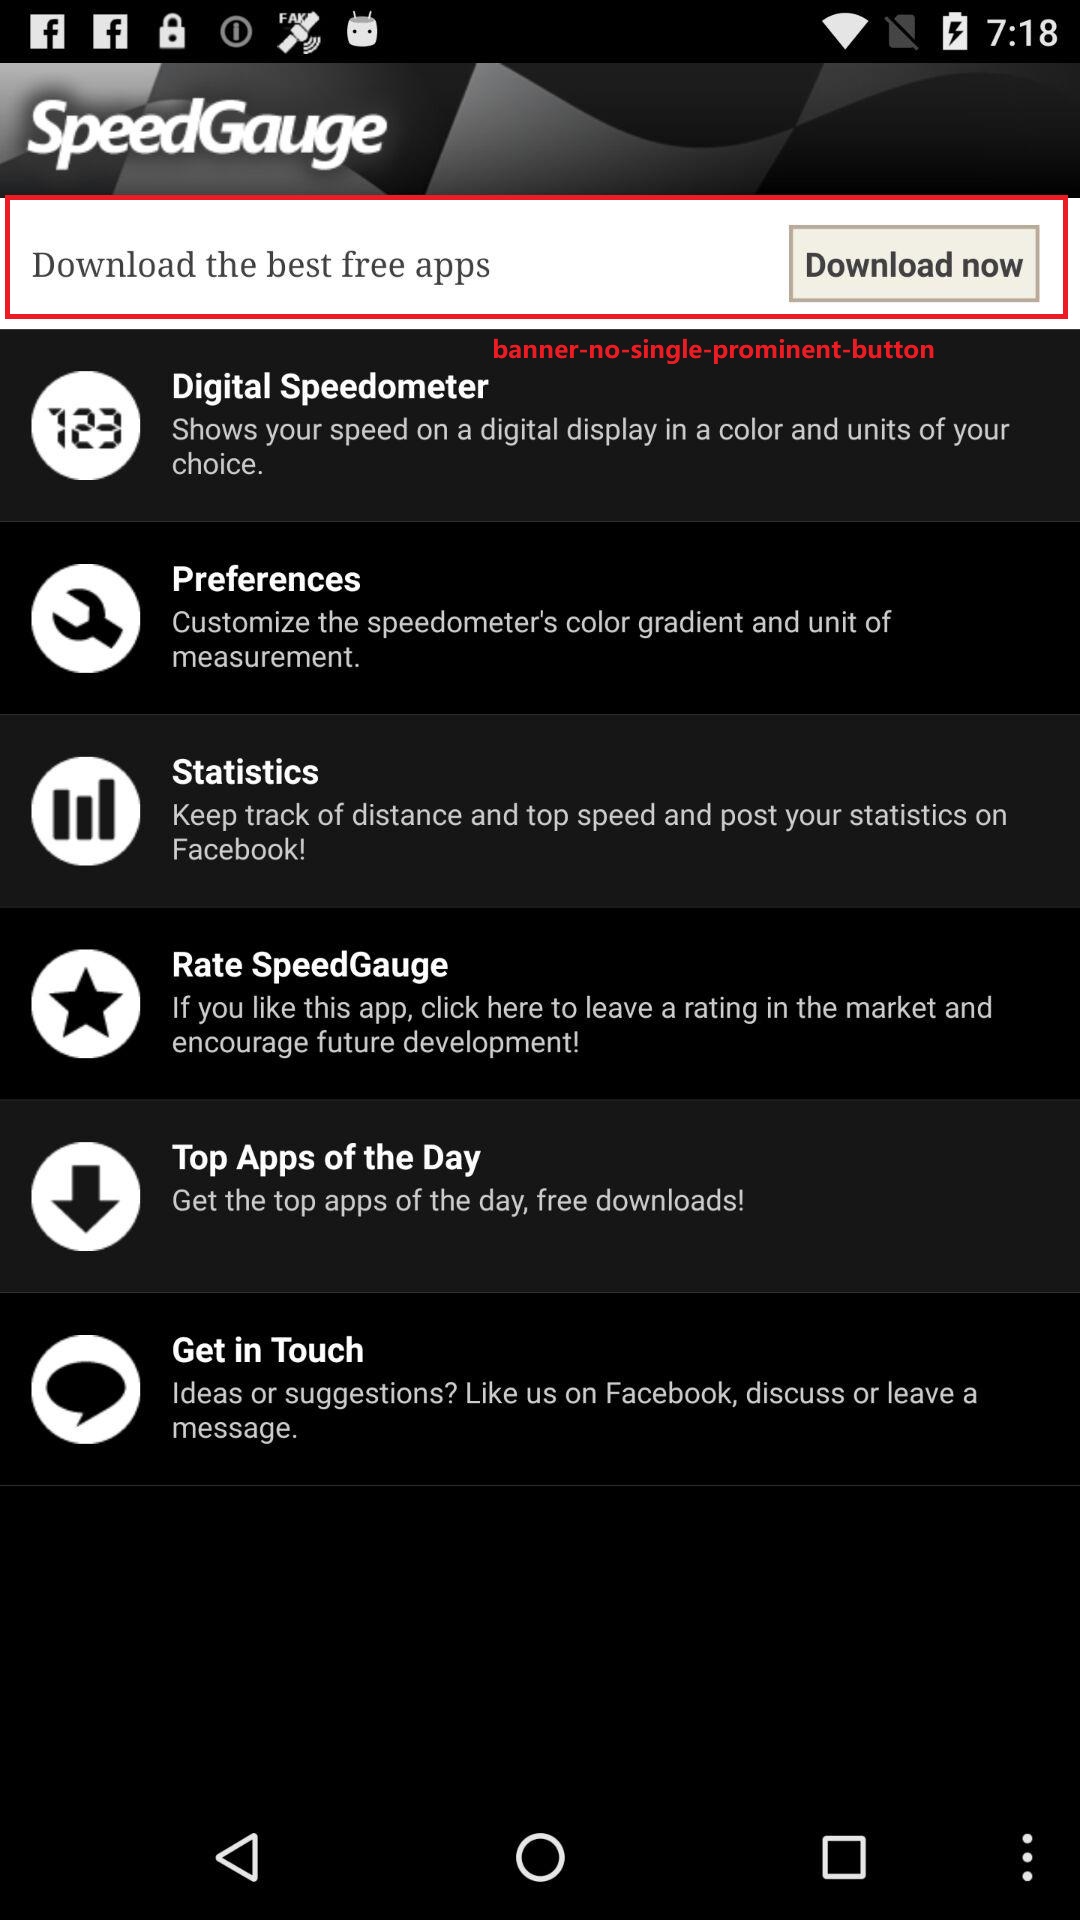 FAKE
7:18
SpeedGauge
Download the best free apps
Download now
banner-no-single-prominent-button
Digital Speedometer
123
Shows your speed on a digital display in a color and units of your
choice.
Preferences
Customize the speedometer's color gradient and unit of
measurement.
Statistics
Keep track of distance and top speed and post your statistics on
Facebook!
Rate SpeedGauge
If you like this app, click here to leave a rating in the market and
encourage future development!
Top Apps of the Day
Get the top apps of the day, free downloads!
Get in Touch
Ideas or suggestions? Like us on Facebook, discuss or leave a
message.